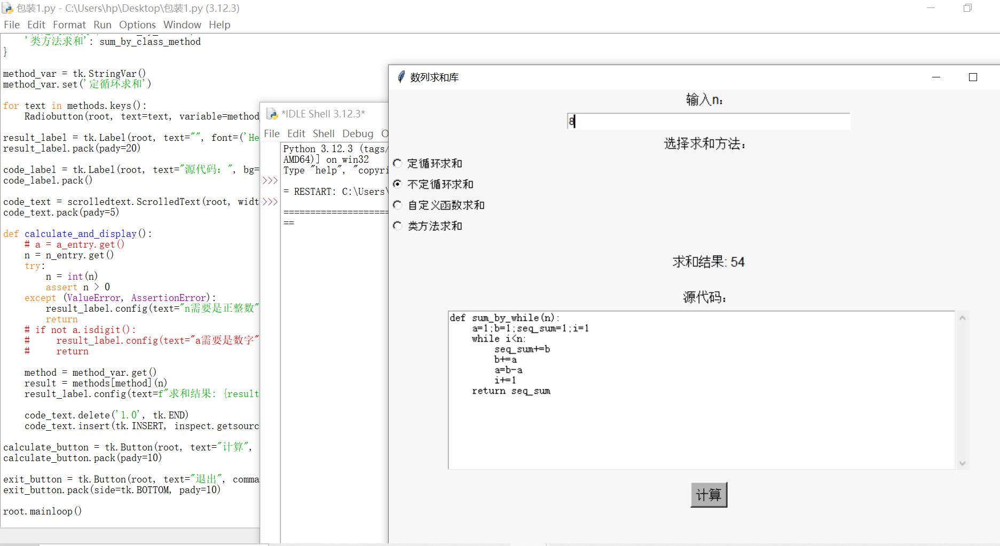 包装1.py - C:\Users\hp\Desktop\包装1.py (3.12.3)
File Edit Format Run Options Window Help
'类方法求和': sum_by_class_method
}
method_var = tk.StringVar()
method_var.set('定循环求和')
for text in methods.keys():
Radiobutton(root, text=text, variable=method_
result_label = tk.Label(root, text="", font=('He
result_label.pack(pady=20)
code_label = tk.Label(root, text="源代码：", bg=
code_label.pack()
code_text = scrolledtext.ScrolledText(root, widt
code_text.pack(pady=5)
def calculate_and_display():
# a = a_entry.get()
n = n_entry.get()
try:
n = int(n)
assert n > 0
except (ValueError, AssertionError):
result_label.config(text="n需要是正整数"
return
# if not a.isdigit():
#     result_label.config(text="a需要是数字"
#     return
method = method_var.get()
result = methods[method](n)
result_label.config(text=f"求和结果: {result
code_text.delete('1.0', tk.END)
code_text.insert(tk.INSERT, inspect.getsourc
calculate_button = tk.Button(root, text="计算",
calculate_button.pack(pady=10)
exit_button = tk.Button(root, text="退出", comma
exit_button.pack(side=tk.BOTTOM, pady=10)
root.mainloop()
*IDLE Shell 3.12.3*
File Edit Shell Debug O
Python 3.12.3 (tags/
AMD64)] on win32
Type "help", "copyri
>>>
= RESTART: C:\Users\
>>>
====================
==
数列求和库
输入n：
8
选择求和方法：
定循环求和
不定循环求和
自定义函数求和
类方法求和
求和结果: 54
源代码：
def sum_by_while(n):
a=1;b=1;seq_sum=1;i=1
while i<n:
seq_sum+=b
b+=a
a=b-a
i+=1
return seq_sum
计算